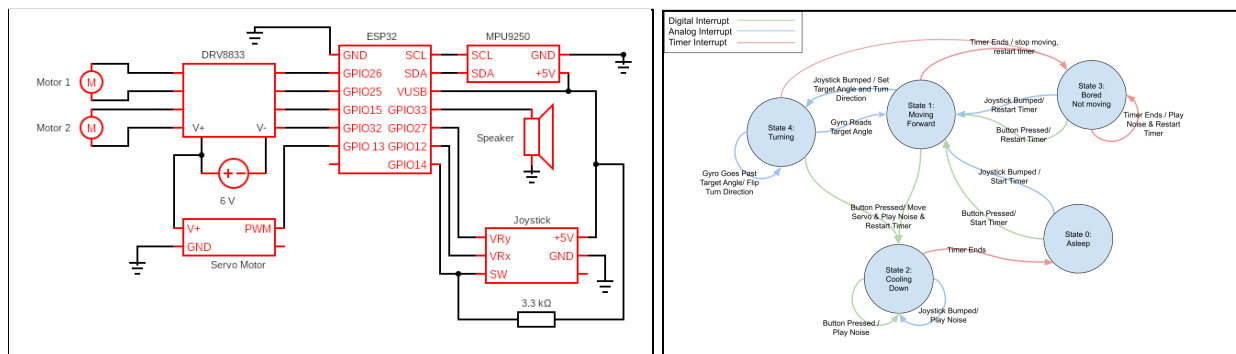 ESP32
MPU9250
DRV8833
GND
SCL
SCL
GND
Motor 1
M
GPIO26
SDA
SDA
+5V
GPIO25
VUSB
GPIO15
GPIO33
Motor 2
M
V+
V-
GPIO32
GPIO27
Speaker
GPIO 13
GPIO12
GPIO14
6 V
V+
PWM
GND
Servo Motor
Joystick
VRy
+5V
VRx
GND
SW
3.3 kΩ
Digital Interrupt
Analog Interrupt
Timer Interrupt
Timer Ends / stop moving,
restart timer
Joystick Bumped / Set
Target Angle and Turn
Direction
State 1:
Moving
Forward
Joystick Bumped/
Restart Timer
State 3:
Bored
Not moving
State 4:
Turning
Gyro Reads
Target Angle
Button Pressed/
Restart Timer
Timer Ends / Play
Noise & Restart
Timer
Gyro Goes Past
Target Angle/ Flip
Turn Direction
Joystick Bumped /
Start Timer
Button Pressed/ Move
Servo & Play Noise &
Restart Timer
Button Pressed/
Start Timer
State 0:
Asleep
Timer Ends
State 2:
Cooling
Down
Button Pressed /
Play Noise
Joystick Bumped/
Play Noise